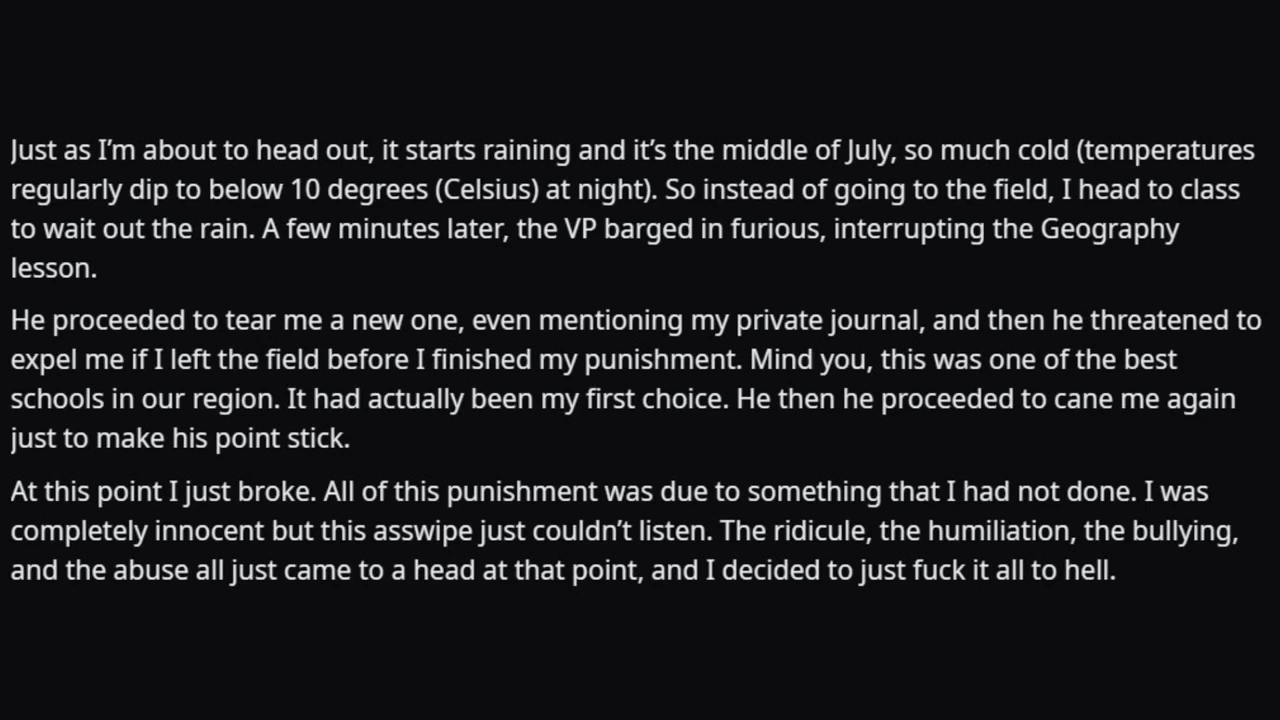 Just as I’m about to head out, it starts raining and it’s the middle of July, so much cold (temperatures
regularly dip to below 10 degrees (Celsius) at night). So instead of going to the field, I head to class
to wait out the rain. A few minutes later, the VP barged in furious, interrupting the Geography
lesson.
He proceeded to tear me a new one, even mentioning my private journal, and then he threatened to
expel me if I left the field before I finished my punishment. Mind you, this was one of the best
schools in our region. It had actually been my first choice. He then he proceeded to cane me again
just to make his point stick.
At this point I just broke. All of this punishment was due to something that I had not done. I was
completely innocent but this asswipe just couldn’t listen. The ridicule, the humiliation, the bullying,
and the abuse all just came to a head at that point, and I decided to just fuck it all to hell.